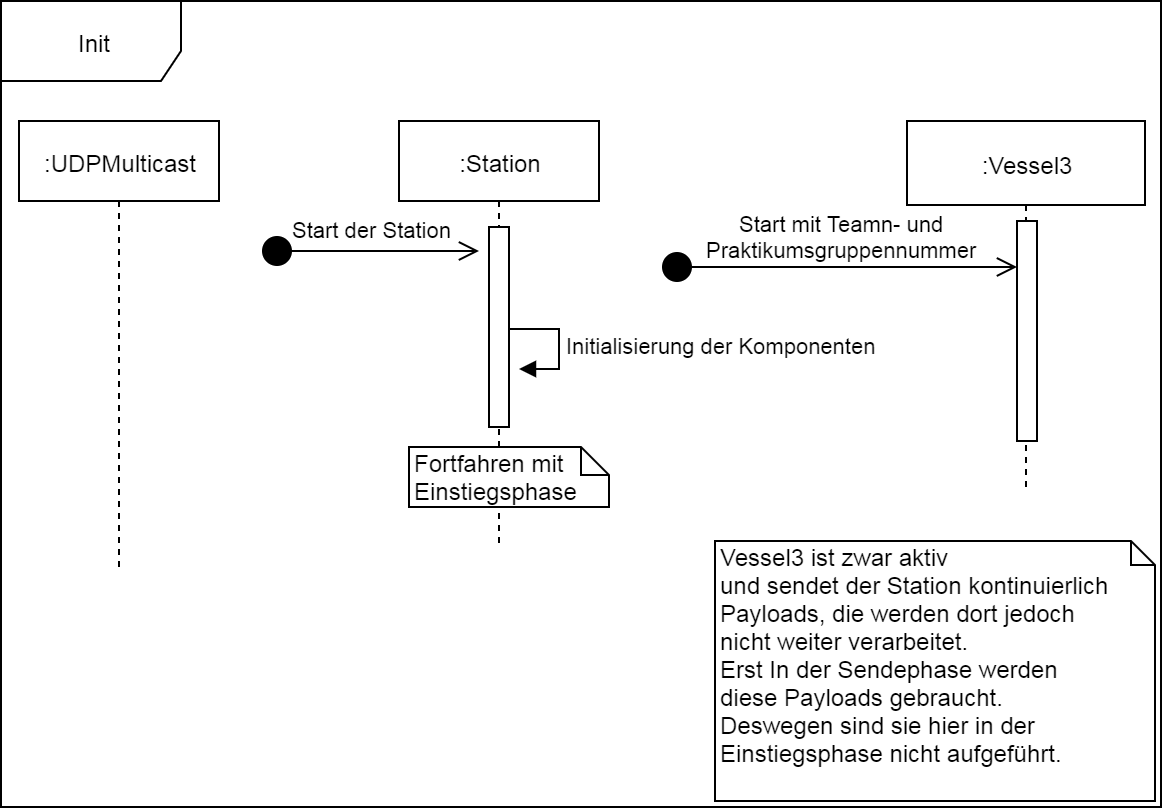 Init
:UDPMulticast
:Station
:Vessel3
Start der Station
Start mit Teamn- und
Praktikumsgruppennummer
Initialisierung der Komponenten
Fortfahren mit
Einstiegsphase
Vessel3 ist zwar aktiv
und sendet der Station kontinuierlich
Payloads, die werden dort jedoch
nicht weiter verarbeitet.
Erst In der Sendephase werden
diese Payloads gebraucht.
Deswegen sind sie hier in der
Einstiegsphase nicht aufgeführt.